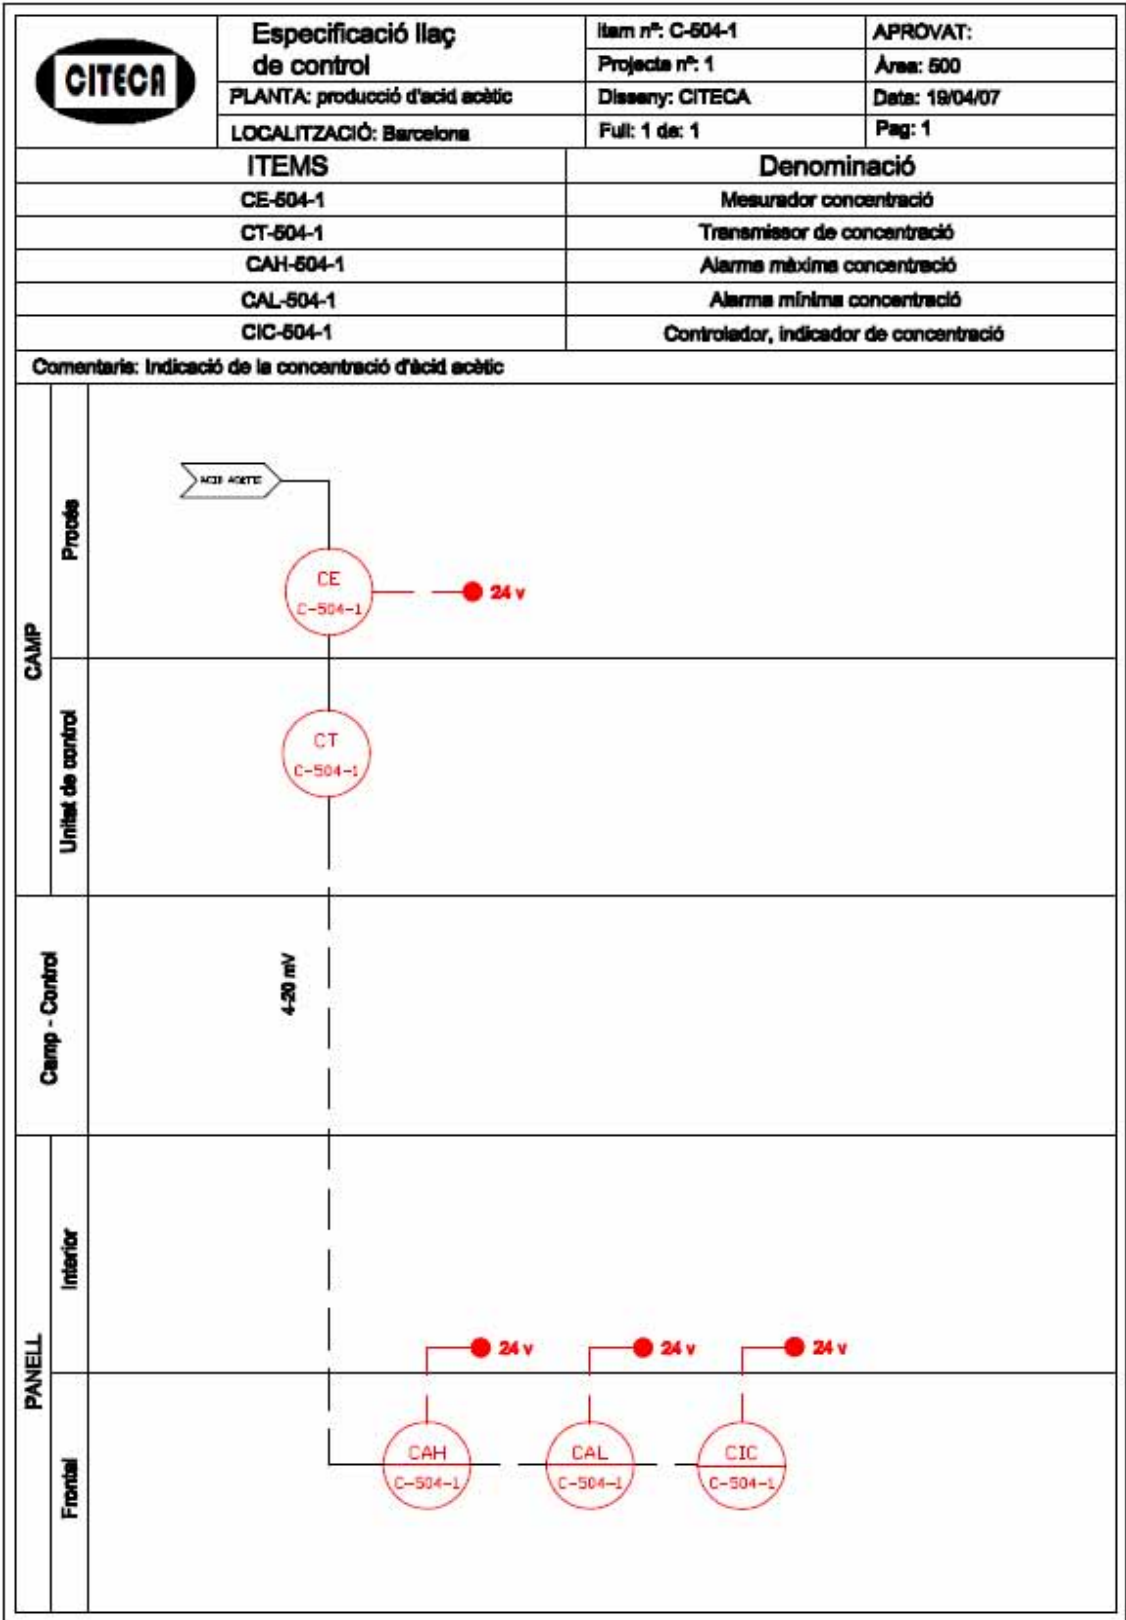 CITECA
Especificació llaç
de control
PLANTA: producció d'acid acètic
LOCALITZACIÓ: Barcelona
Item nº: C-504-1
APROVAT:
Projecte nº: 1
Àrea: 500
Disseny: CITECA
Data: 19/04/07
Full: 1 de: 1
Pag: 1
ITEMS
Denominació
CE-504-1
Mesurador concentració
CT-504-1
Transmissor de concentració
CAH-504-1
Alarma màxima concentració
CAL-504-1
Alarma mínima concentració
CIC-504-1
Controlador, indicador de concentració
Comentaris: Indicació de la concentració d'àcid acètic
CAMP
Procés
ACID ACETIC
CE
C-504-1
24 v
Unitat de control
CT
C-504-1
Camp - Control
4-20 mV
PANELL
Interior
24 v
24 v
24 v
Frontal
CAH
C-504-1
CAL
C-504-1
CIC
C-504-1